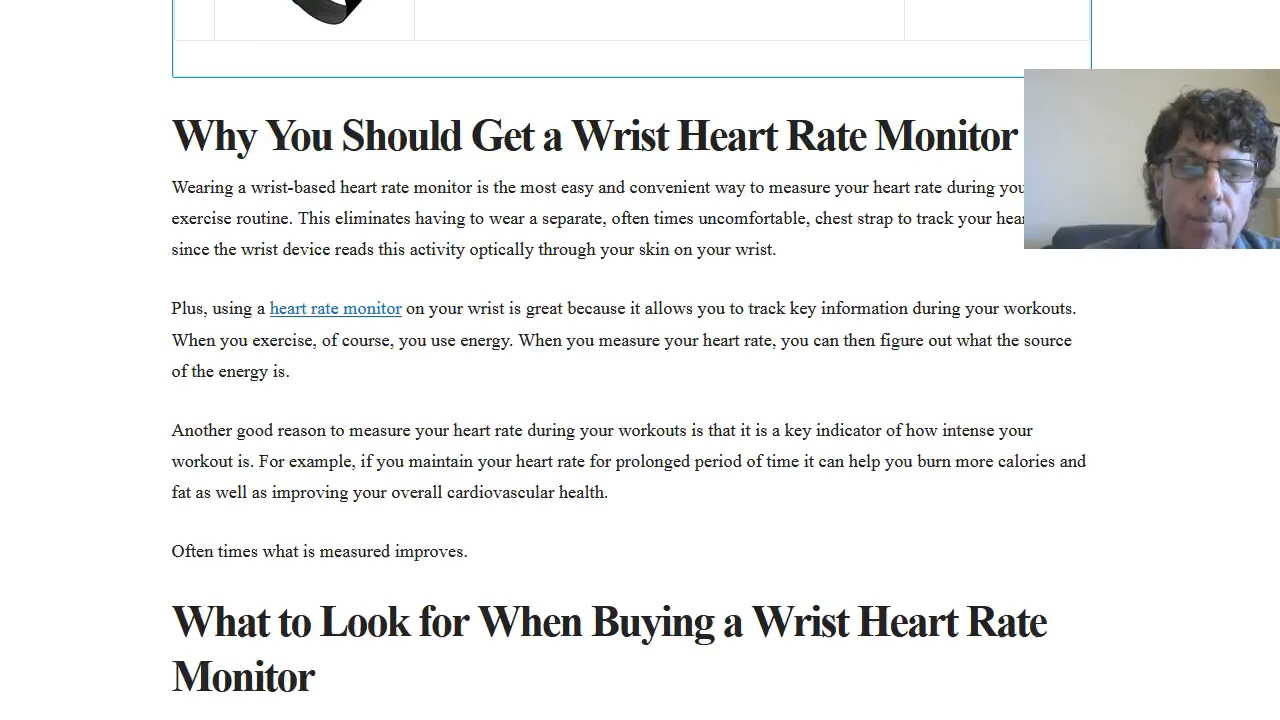 Why You Should Get a Wrist Heart Rate Monitor
Wearing a wrist-based heart rate monitor is the most easy and convenient way to measure your heart rate during
exercise routine. This eliminates having to wear a separate, often times uncomfortable, chest strap to track your
since the wrist device reads this activity optically through your skin on your wrist.
Plus, using a heart rate monitor on your wrist is great because it allows you to track key information during your workouts.
When you exercise, of course, you use energy. When you measure your heart rate, you can then figure out what the source
of the energy is.
Another good reason to measure your heart rate during your workouts is that it is a key indicator of how intense your
workout is. For example, if you maintain your heart rate for prolonged period of time it can help you burn more calories and
fat as well as improving your overall cardiovascular health.
Often times what is measured improves.
What to Look for When Buying a Wrist Heart Rate
Monitor